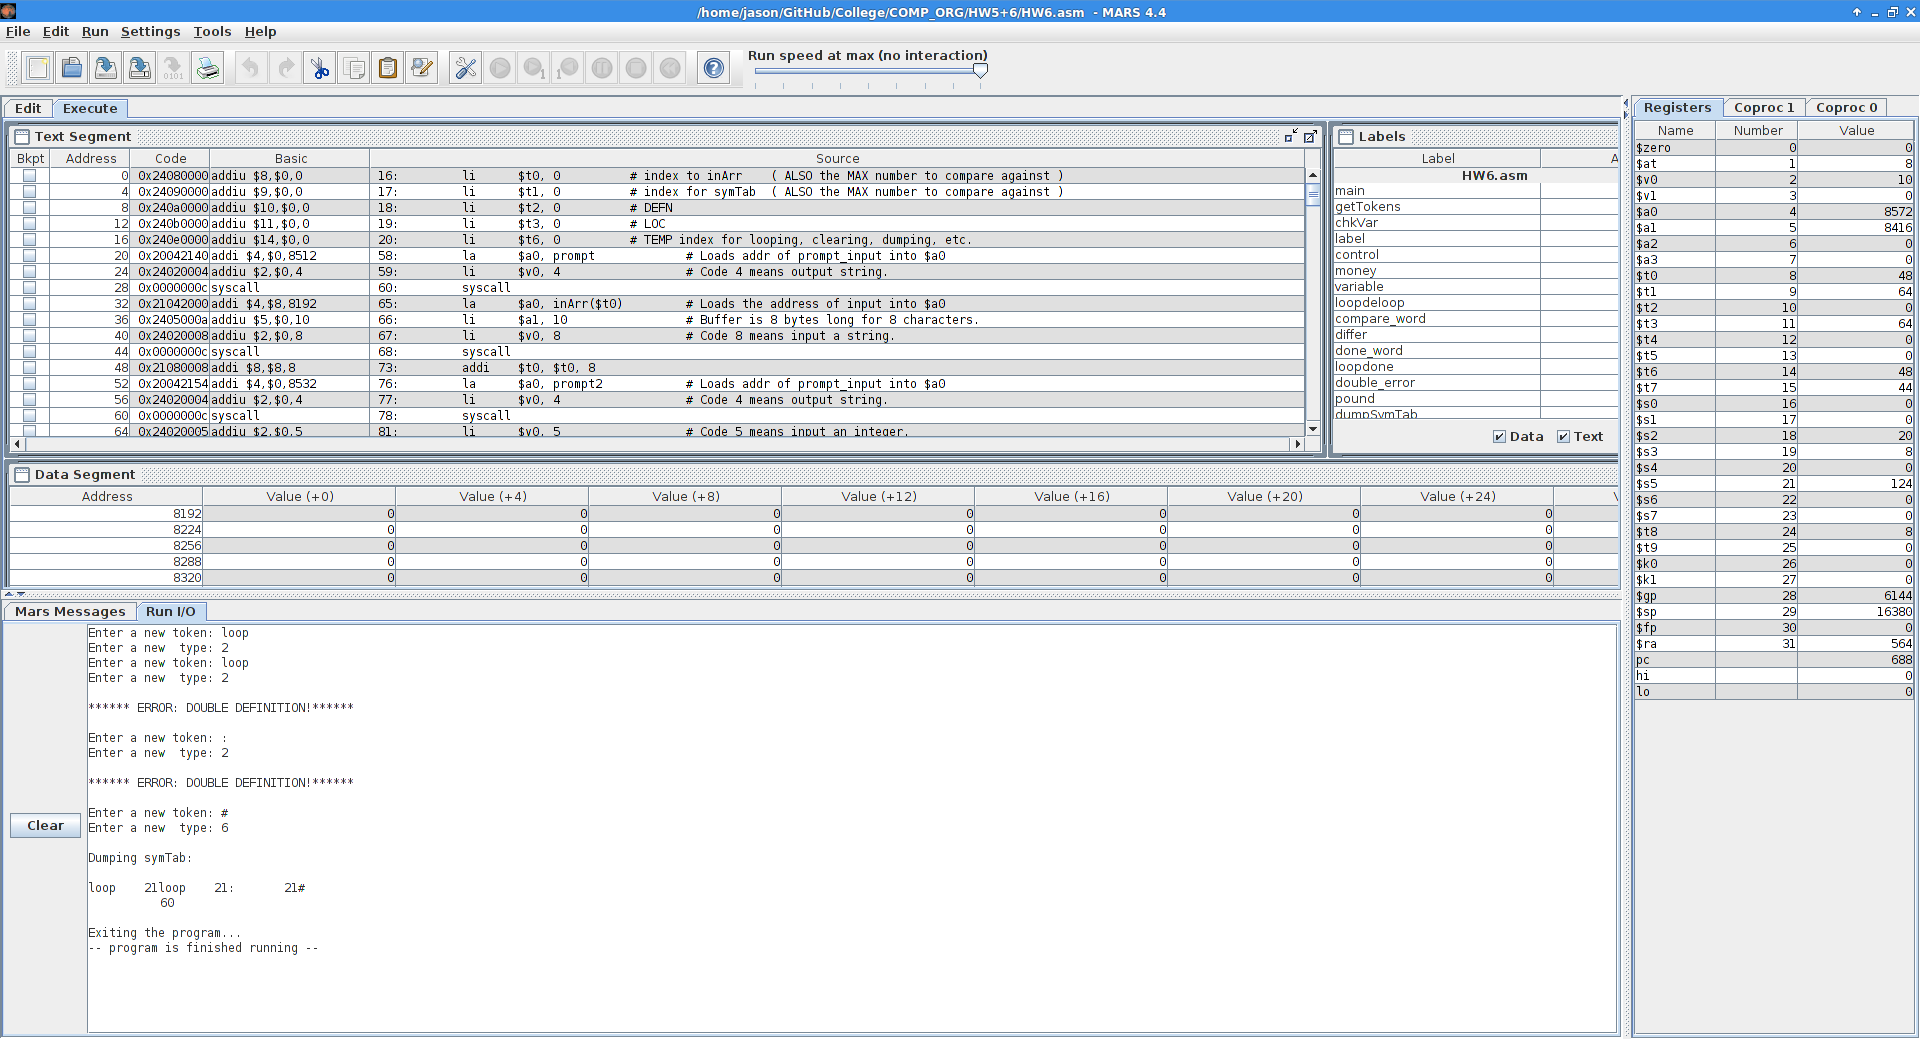 /home/jason/GitHub/College/COMP_ORG/HW5+6/HW6.asm - MARS 4.4
File Edit Run Settings Tools Help
Run speed at max (no interaction)
Edit Execute
Text Segment
Bkpt Address Code Basic Source
0 0x24080000 addiu $8,$0,0 16: li $t0, 0 # index to inArr ( ALSO the MAX number to compare against )
4 0x24090000 addiu $9,$0,0 17: li $t1, 0 # index for symTab ( ALSO the MAX number to compare against )
8 0x240a0000 addiu $10,$0,0 18: li $t2, 0 # DEFN
12 0x240b0000 addiu $11,$0,0 19: li $t3, 0 # LOC
16 0x240e0000 addiu $14,$0,0 20: li $t6, 0 # TEMP index for looping, clearing, dumping, etc.
20 0x20042140 addi $4,$0,8512 58: la $a0, prompt # Loads addr of prompt_input into $a0
24 0x24020004 addiu $2,$0,4 59: li $v0, 4 # Code 4 means output string.
28 0x0000000c syscall 60: syscall
32 0x21042000 addi $4,$8,8192 65: la $a0, inArr($t0) # Loads the address of input into $a0
36 0x2405000a addiu $5,$0,10 66: li $a1, 10 # Buffer is 8 bytes long for 8 characters.
40 0x24020008 addiu $2,$0,8 67: li $v0, 8 # Code 8 means input a string.
44 0x0000000c syscall 68: syscall
48 0x21080008 addi $8,$8,8 73: addi $t0, $t0, 8
52 0x20042154 addi $4,$0,8532 76: la $a0, prompt2 # Loads addr of prompt_input into $a0
56 0x24020004 addiu $2,$0,4 77: li $v0, 4 # Code 4 means output string.
60 0x0000000c syscall 78: syscall
64 0x24020005 addiu $2,$0,5 81: li $v0, 5 # Code 5 means input an integer.
Labels
Label A
HW6.asm
main
getTokens
chkVar
label
control
money
variable
loopdeloop
compare_word
differ
done_word
loopdone
double_error
pound
dumpSymTab
Data Text
Data Segment
Address Value (+0) Value (+4) Value (+8) Value (+12) Value (+16) Value (+20) Value (+24)
8192 0 0 0 0 0 0 0
8224 0 0 0 0 0 0 0
8256 0 0 0 0 0 0 0
8288 0 0 0 0 0 0 0
8320 0 0 0 0 0 0 0
Mars Messages Run I/O
Clear
Enter a new token: loop
Enter a new  type: 2
Enter a new token: loop
Enter a new  type: 2
****** ERROR: DOUBLE DEFINITION!******
Enter a new token: :
Enter a new  type: 2
****** ERROR: DOUBLE DEFINITION!******
Enter a new token: #
Enter a new  type: 6
Dumping symTab:
loop    21loop    21:       21#
60
Exiting the program...
-- program is finished running --
Registers Coproc 1 Coproc 0
Name Number Value
$zero 0 0
$at 1 8
$v0 2 10
$v1 3 0
$a0 4 8572
$a1 5 8416
$a2 6 0
$a3 7 0
$t0 8 48
$t1 9 64
$t2 10 0
$t3 11 64
$t4 12 0
$t5 13 0
$t6 14 48
$t7 15 44
$s0 16 0
$s1 17 0
$s2 18 20
$s3 19 8
$s4 20 0
$s5 21 124
$s6 22 0
$s7 23 0
$t8 24 8
$t9 25 0
$k0 26 0
$k1 27 0
$gp 28 6144
$sp 29 16380
$fp 30 0
$ra 31 564
pc 688
hi 0
lo 0